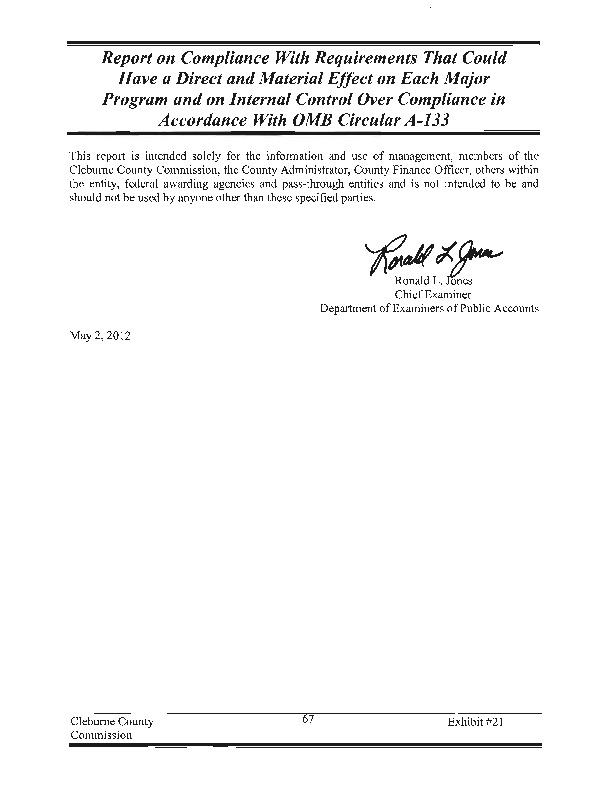 Report on Compliance With Requirements That Could
Have a Direct and Material Effect on Each Major
Program and on Internal Control Over Compliance in
Accordance With OMB Circular A-133
This report is intended solely for the information and use of management, members of the
Cleburne County Commission, the County Administrator, County Finance Officer, others within
the entity, federal awarding agencies and pass-through entities and is not intended to be and
should not be used by anyone other than these specified parties.
Ronald L Jones
Ronald L. Jones
Chief Examiner
Department of Examiners of Public Accounts
May 2, 2012
Cleburne County
Commission
67
Exhibit #21